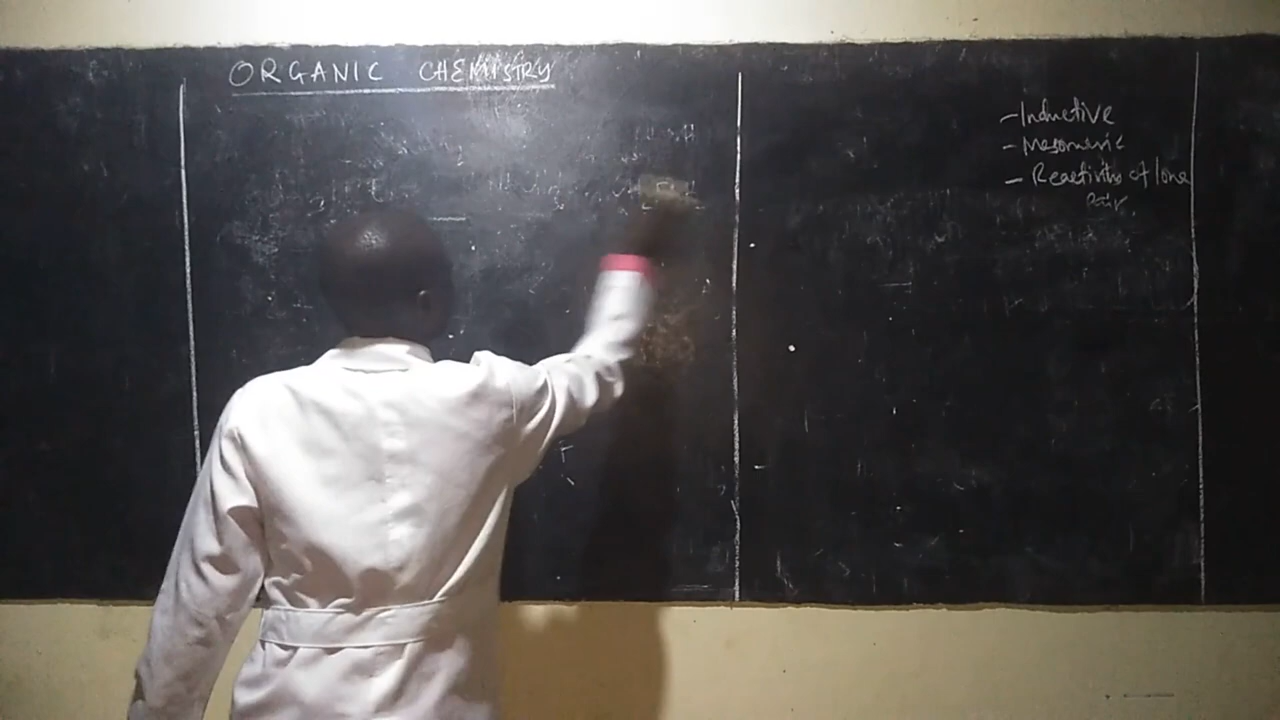 ORGANIC CHEMISTRY
- Inductive
- Mesomeric
- Reactivity of lone
Pair